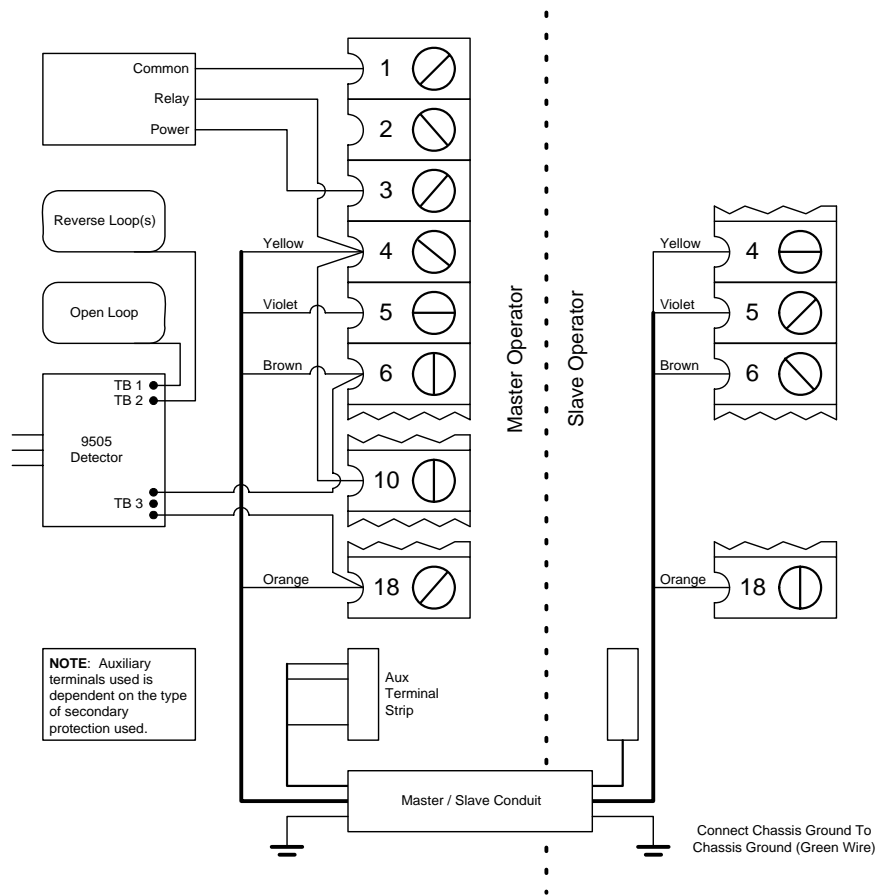 Common
Relay
Power
1
2
3
4
5
6
10
18
Reverse Loop(s)
Open Loop
TB 1
TB 2
9505
Detector
TB 3
Yellow
Violet
Brown
Orange
Master Operator
Slave Operator
Yellow
Violet
Brown
Orange
4
5
6
18
NOTE: Auxiliary
terminals used is
dependent on the type
of secondary
protection used.
Aux
Terminal
Strip
Master / Slave Conduit
Connect Chassis Ground To
Chassis Ground (Green Wire)